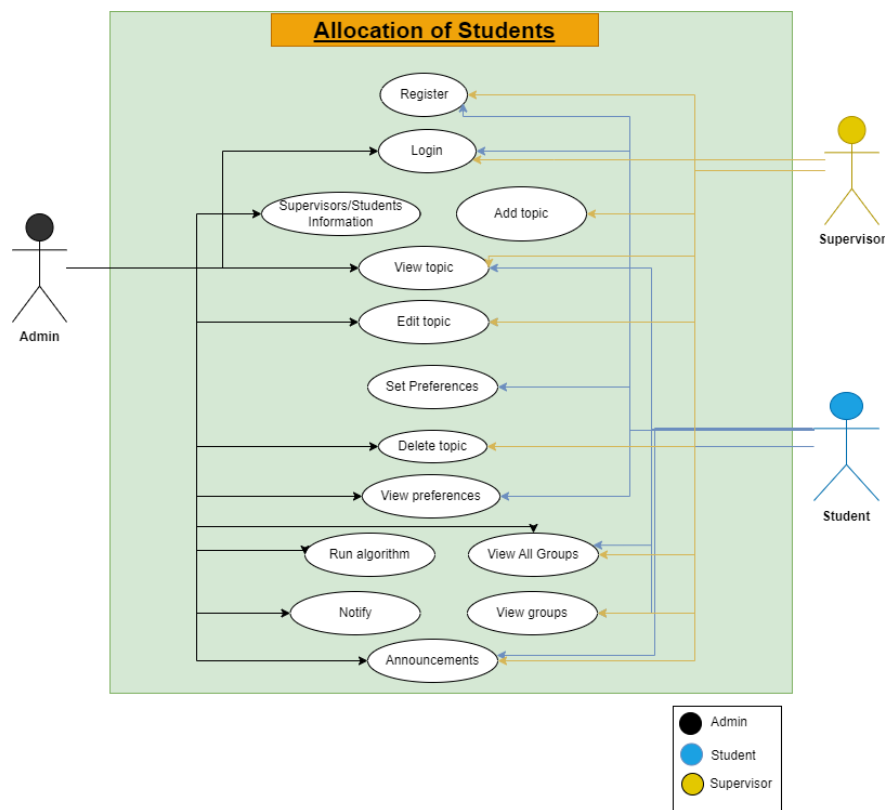 Allocation of Students
Register
Login
Supervisors/Students
Information
Add topic
Supervisor
View topic
Admin
Edit topic
Set Preferences
Delete topic
View preferences
Student
Run algorithm
View All Groups
Notify
View groups
Announcements
Admin
Student
Supervisor